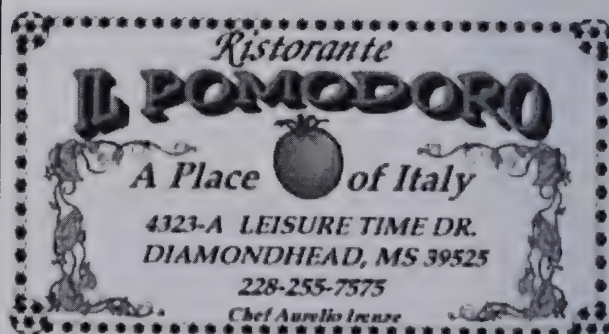 Ristorante
IL POMODORO
A Place of Italy
4323-A LEISURE TIME DR.
DIAMONDHEAD, MS 39525
228-255-7575
Chef Aurelio